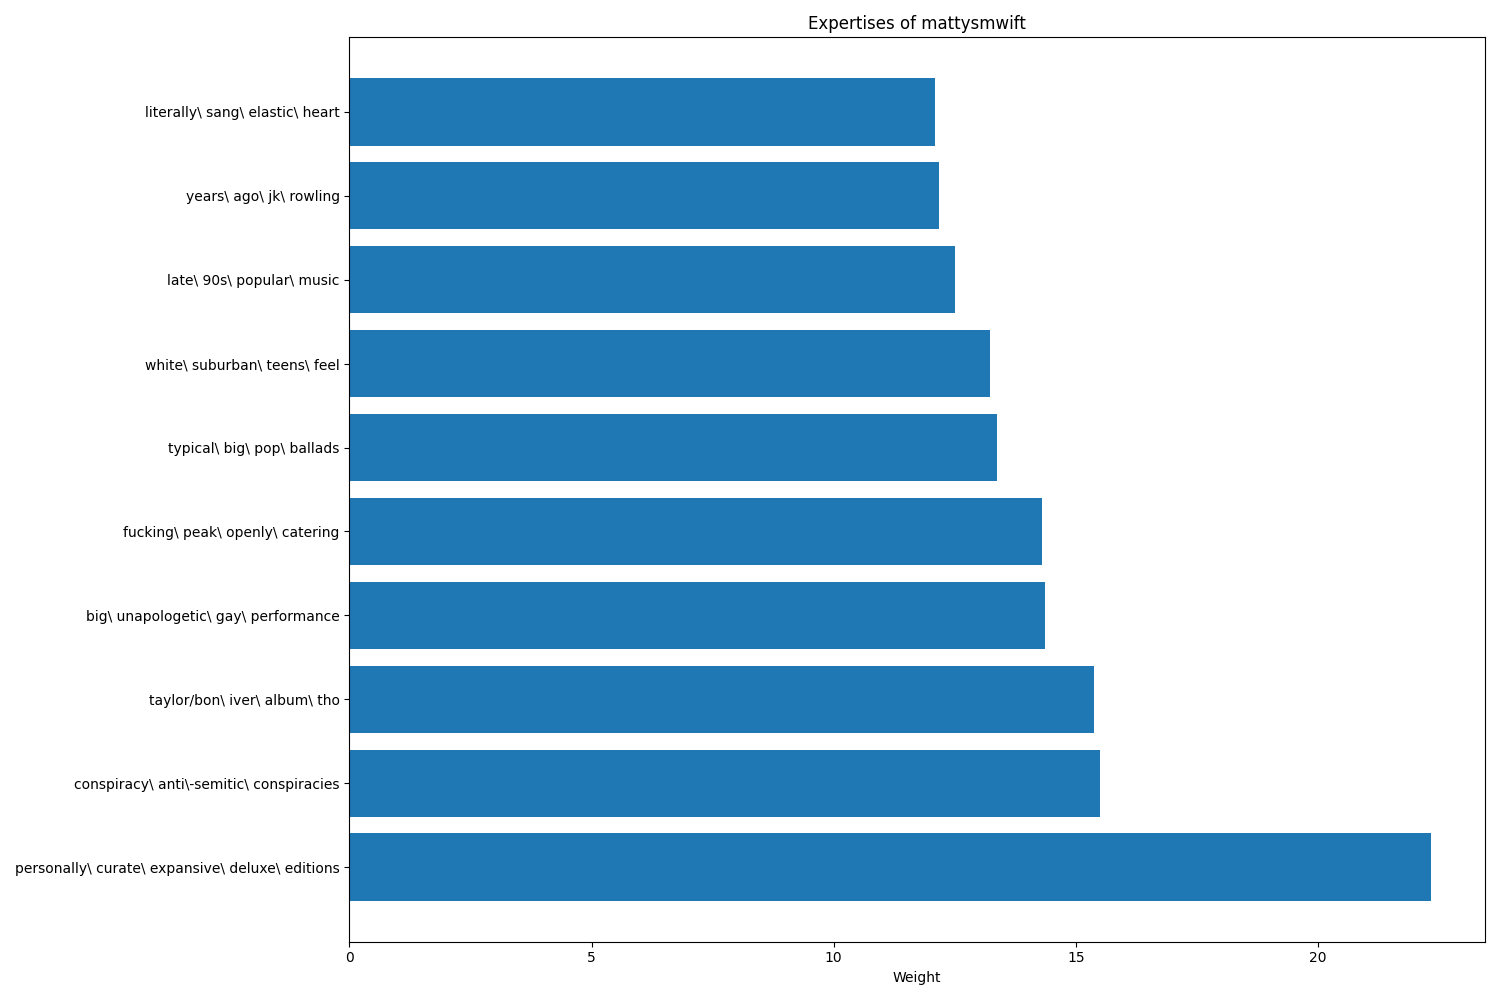 Expertises of mattysmwift
literally\ sang\ elastic\ heart
years\ ago\ jk\ rowling
late\ 90s\ popular\ music
white\ suburban\ teens\ feel
typical\ big\ pop\ ballads
fucking\ peak\ openly\ catering
big\ unapologetic\ gay\ performance
taylor/bon\ iver\ album\ tho
conspiracy\ anti\-semitic\ conspiracies
personally\ curate\ expansive\ deluxe\ editions
0 5 10 15 20
Weight